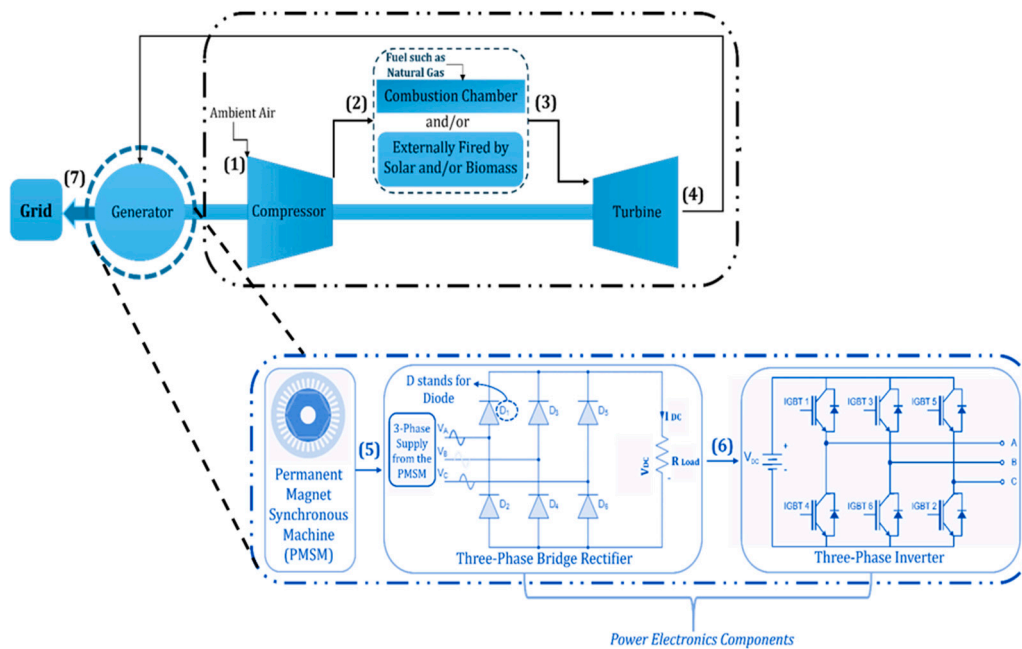 Fuel such as
Natural Gas
Combustion Chamber
and/or
Externally Fired by
Solar and/or Biomass
(2)
(3)
Ambient Air
(1)
(4)
(7)
Grid
Generator
Compressor
Turbine
D stands for
Diode
D1
D3
D5
3-Phase
Supply
from the
PMSM
VA
VB
VC
D2
D4
D6
I DC
VDC
R Load
-
(5)
(6)
Permanent
Magnet
Synchronous
Machine
(PMSM)
Three-Phase Bridge Rectifier
IGBT 1
IGBT 3
IGBT 5
VDC
+
-
A
B
C
IGBT 4
IGBT 6
IGBT 2
Three-Phase Inverter
Power Electronics Components